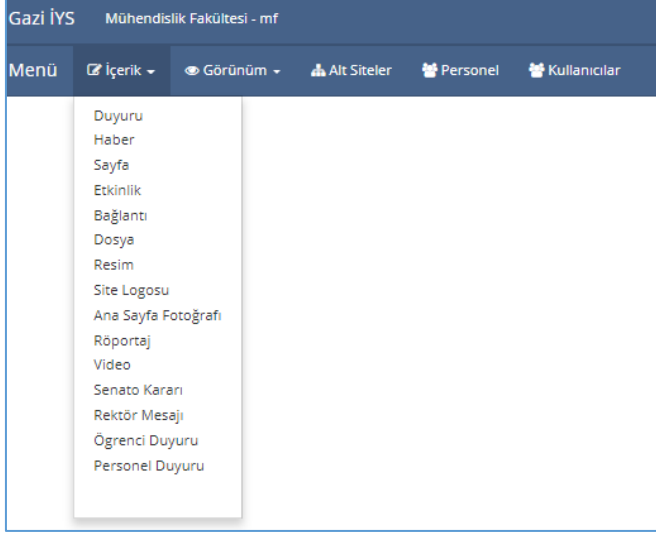 Gazi İYS Mühendislik Fakültesi - mf
Menü İçerik Görünüm Alt Siteler Personel Kullanıcılar
Duyuru
Haber
Sayfa
Etkinlik
Bağlantı
Dosya
Resim
Site Logosu
Ana Sayfa Fotoğrafı
Röportaj
Video
Senato Kararı
Rektör Mesajı
Ögrenci Duyuru
Personel Duyuru